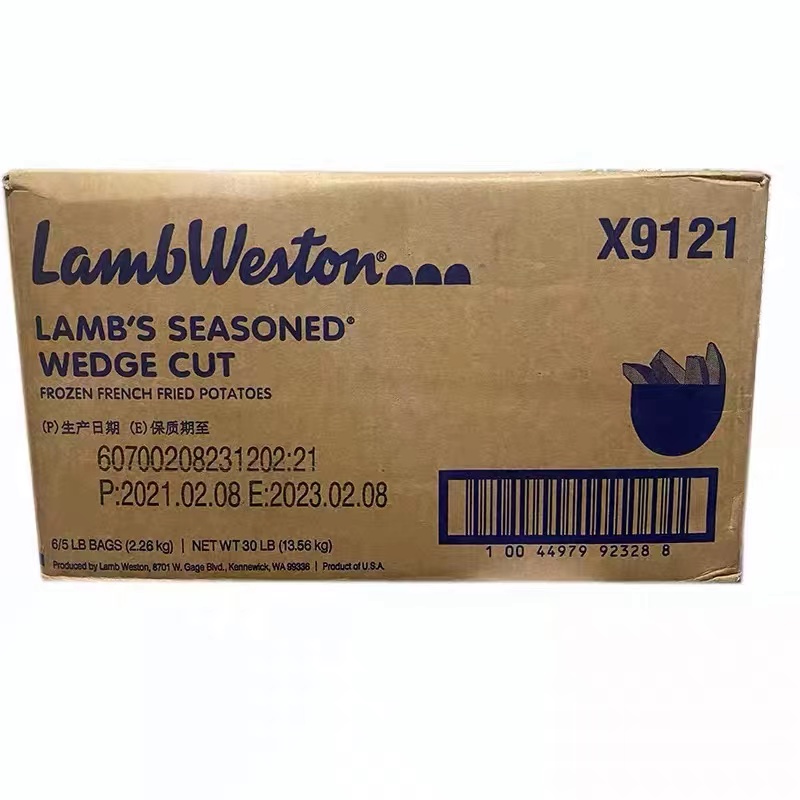 LambWeston®
X9121
LAMB'S SEASONED®
WEDGE CUT
FROZEN FRENCH FRIED POTATOES
(P)生产日期 (E)保质期至
60700208231202:21
P:2021.02.08 E:2023.02.08
6/5 LB BAGS (2.26 kg) | NET WT 30 LB (13.56 kg)
Produced by Lamb Weston, 8701 W. Gage Blvd., Kennewick, WA 99336 | Product of U.S.A.
1 00 44979 92328 8